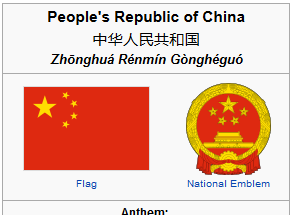 People's Republic of China
中华人民共和国
Zhōnghuá Rénmín Gònghéguó
Flag
National Emblem
Anthem: